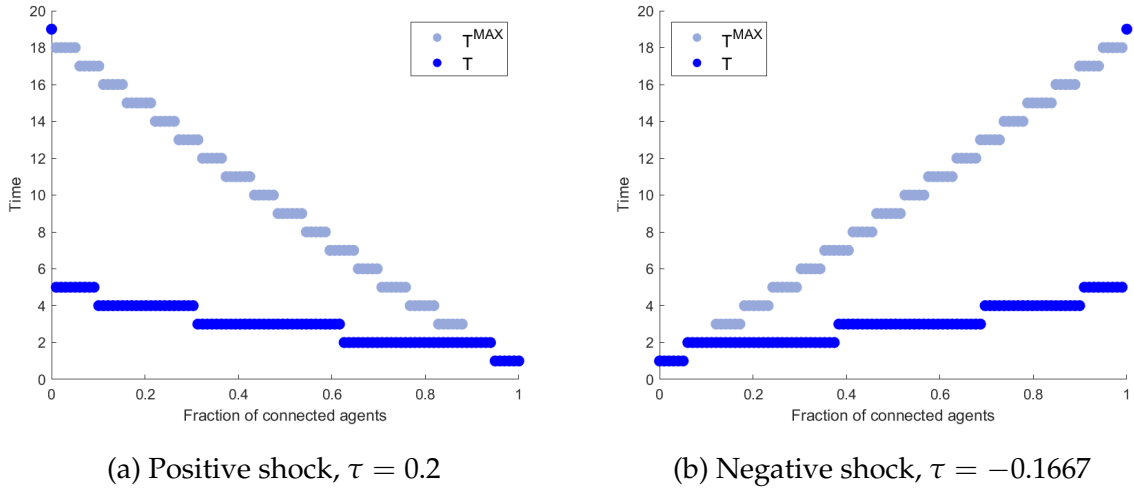 20
18
16
14
12
10
8
6
4
2
0
Time
T^MAX
T
0 0.2 0.4 0.6 0.8 1
Fraction of connected agents
(a) Positive shock, τ = 0.2
20
18
16
14
12
10
8
6
4
2
0
Time
T^MAX
T
0 0.2 0.4 0.6 0.8 1
Fraction of connected agents
(b) Negative shock, τ = −0.1667